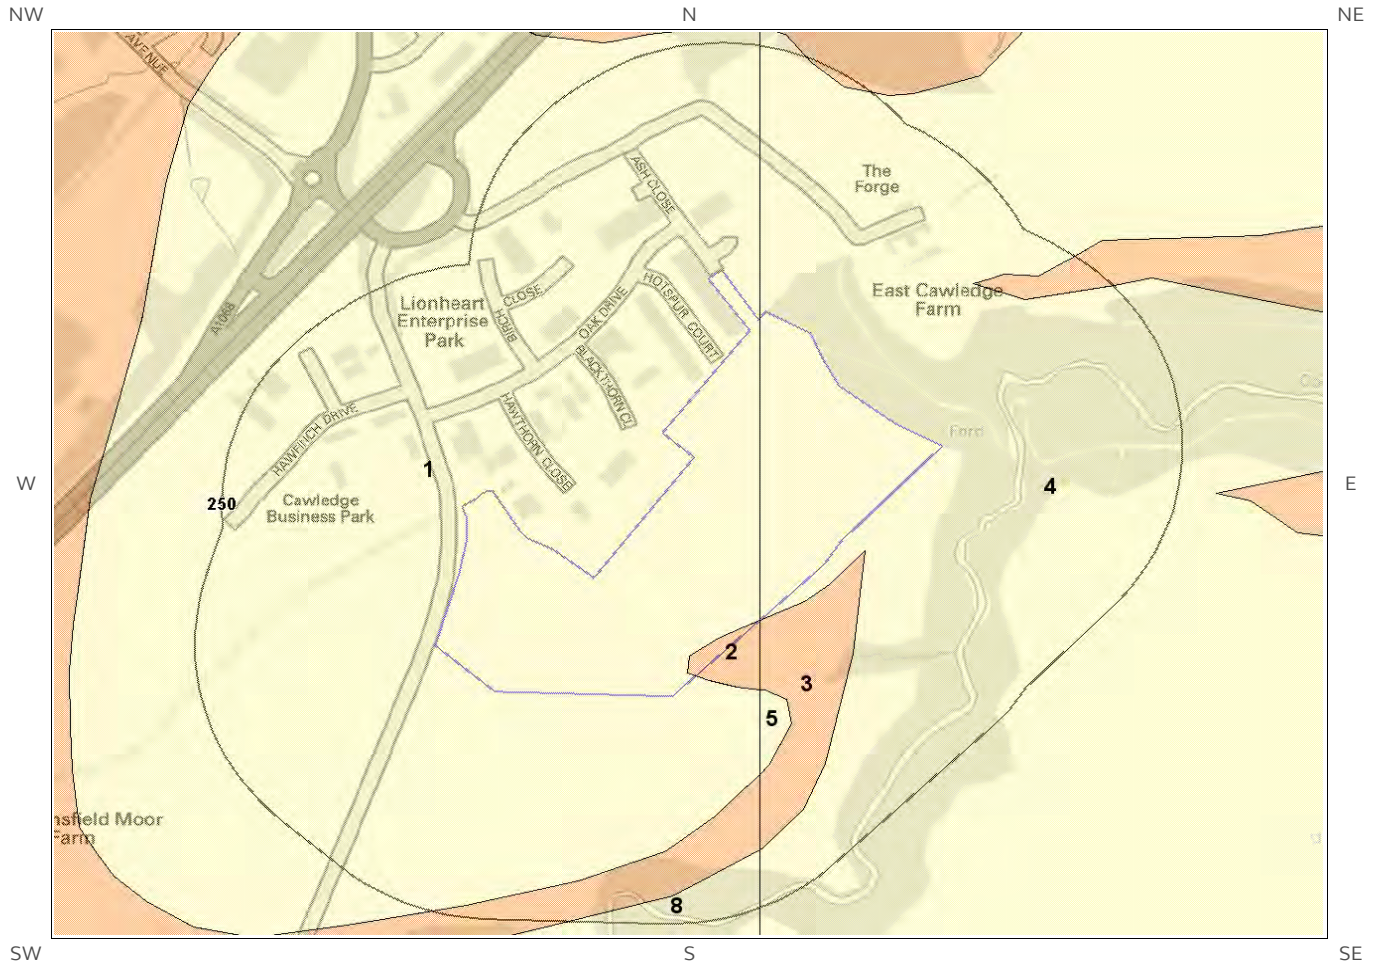 NW
N
NE
AVENUE
ASH CLOSE
The
Forge
East Cawledge
Farm
HOTSPUR COURT
CLOSE
BIRCH
OAK DRIVE
Lionheart
Enterprise
Park
A1068
BLACKTHORN CL
HAWFINCH DRIVE
HAWTHORN CLOSE
Ford
1
W
E
4
250
Cawledge
Business Park
2
3
5
nsfield Moor
Farm
8
SW
S
SE